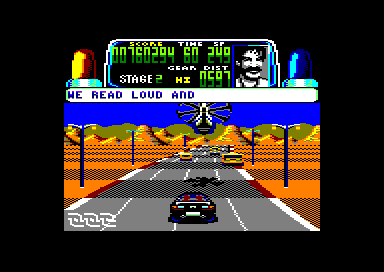 SCORE TIME SP
00760294 60 249
GEAR DIST
STAGE 2 HI 0597
WE READ LOUD AND